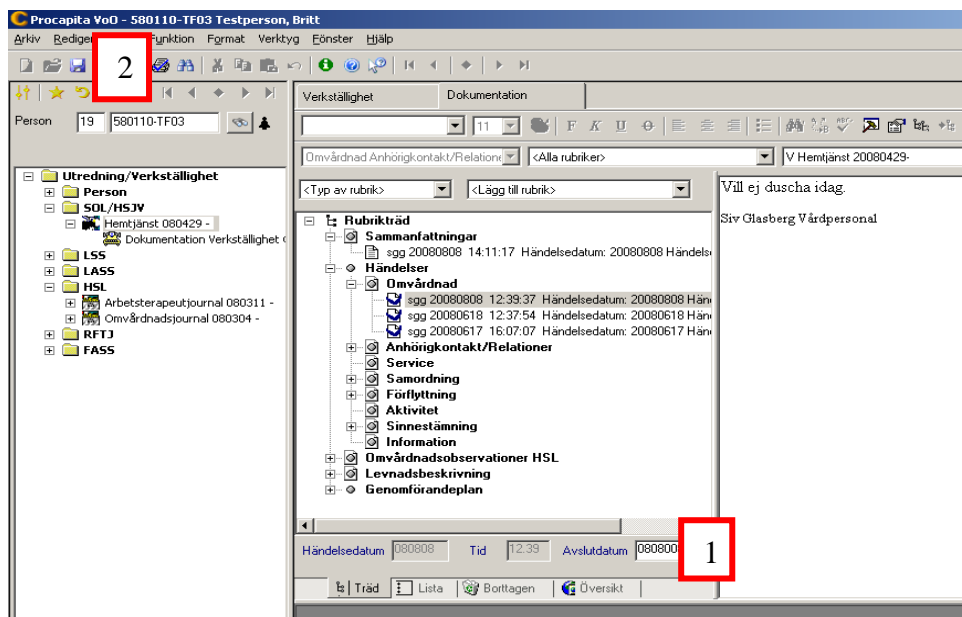 Procapita VoO - 580110-TF03 Testperson, Britt
Arkiv Redigera Funktion Format Verktyg Fönster Hjälp
2
Person 19 580110-TF03
Utredning/Verkställighet
Person
SOL/HSJV
Hemtjänst 080429 -
Dokumentation Verkställighet (
LSS
LASS
HSL
Arbetsterapeutjournal 080311 -
Omvårdnadsjournal 080304 -
RFTJ
FASS
Verkställighet Dokumentation
11 F K U
Omvårdnad Anhörigkontakt/Relatione <Alla rubriker> V Hemtjänst 20080429-
<Typ av rubrik> <Lägg till rubrik>
Rubrikträd
Sammanfattningar
sgg 20080808 14:11:17 Händelsedatum: 20080808 Händels
Händelser
Omvårdnad
sgg 20080808 12:39:37 Händelsedatum: 20080808 Hän
sgg 20080618 12:37:54 Händelsedatum: 20080618 Hän
sgg 20080617 16:07:07 Händelsedatum: 20080617 Hän
Anhörigkontakt/Relationer
Service
Samordning
Förflyttning
Aktivitet
Sinnestämning
Information
Omvårdnadsobservationer HSL
Levnadsbeskrivning
Genomförandeplan
Händelsedatum 080808 Tid 12.39 Avslutdatum 080800
1
Träd Lista Borttagen Översikt
Vill ej duscha idag.
Siv Glasberg Vårdpersonal